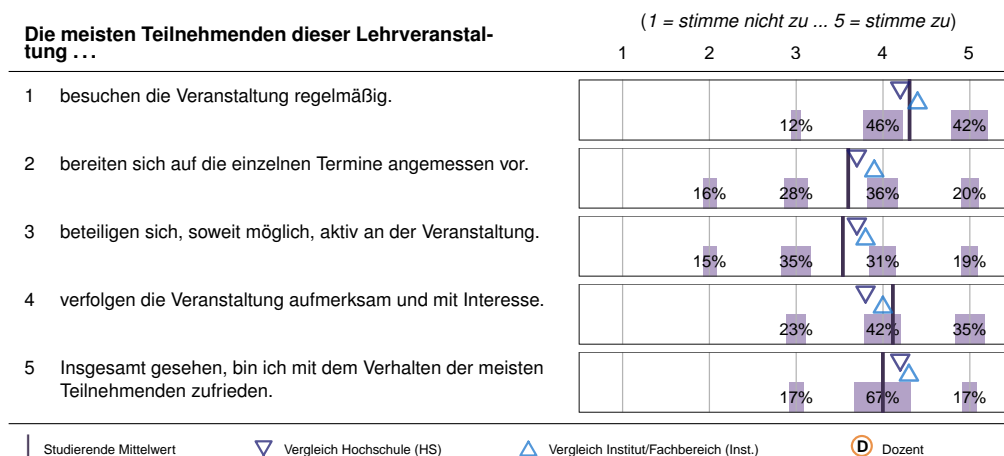 (1 = stimme nicht zu ... 5 = stimme zu)
Die meisten Teilnehmenden dieser Lehrveranstal-
tung ...
1 2 3 4 5
1 besuchen die Veranstaltung regelmäßig.
12% 46% 42%
2 bereiten sich auf die einzelnen Termine angemessen vor.
16% 28% 36% 20%
3 beteiligen sich, soweit möglich, aktiv an der Veranstaltung.
15% 35% 31% 19%
4 verfolgen die Veranstaltung aufmerksam und mit Interesse.
23% 42% 35%
5 Insgesamt gesehen, bin ich mit dem Verhalten der meisten
Teilnehmenden zufrieden.
17% 67% 17%
Studierende Mittelwert Vergleich Hochschule (HS) Vergleich Institut/Fachbereich (Inst.) D Dozent